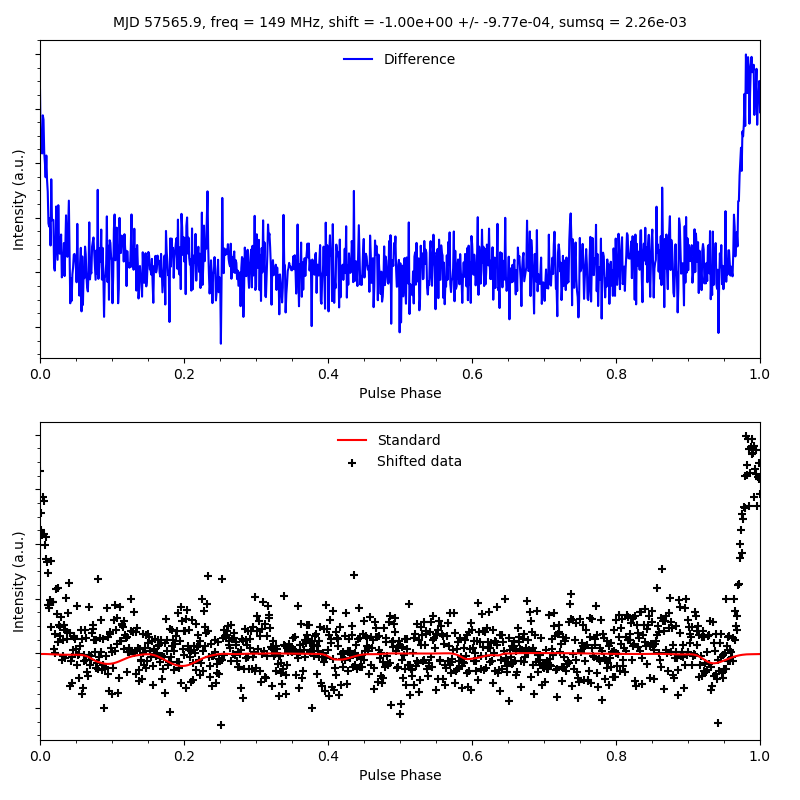 MJD 57565.9, freq = 149 MHz, shift = -1.00e+00 +/- -9.77e-04, sumsq = 2.26e-03
Difference
Intensity (a.u.)
0.0 0.2 0.4 0.6 0.8 1.0
Pulse Phase
Standard
Shifted data
Intensity (a.u.)
0.0 0.2 0.4 0.6 0.8 1.0
Pulse Phase